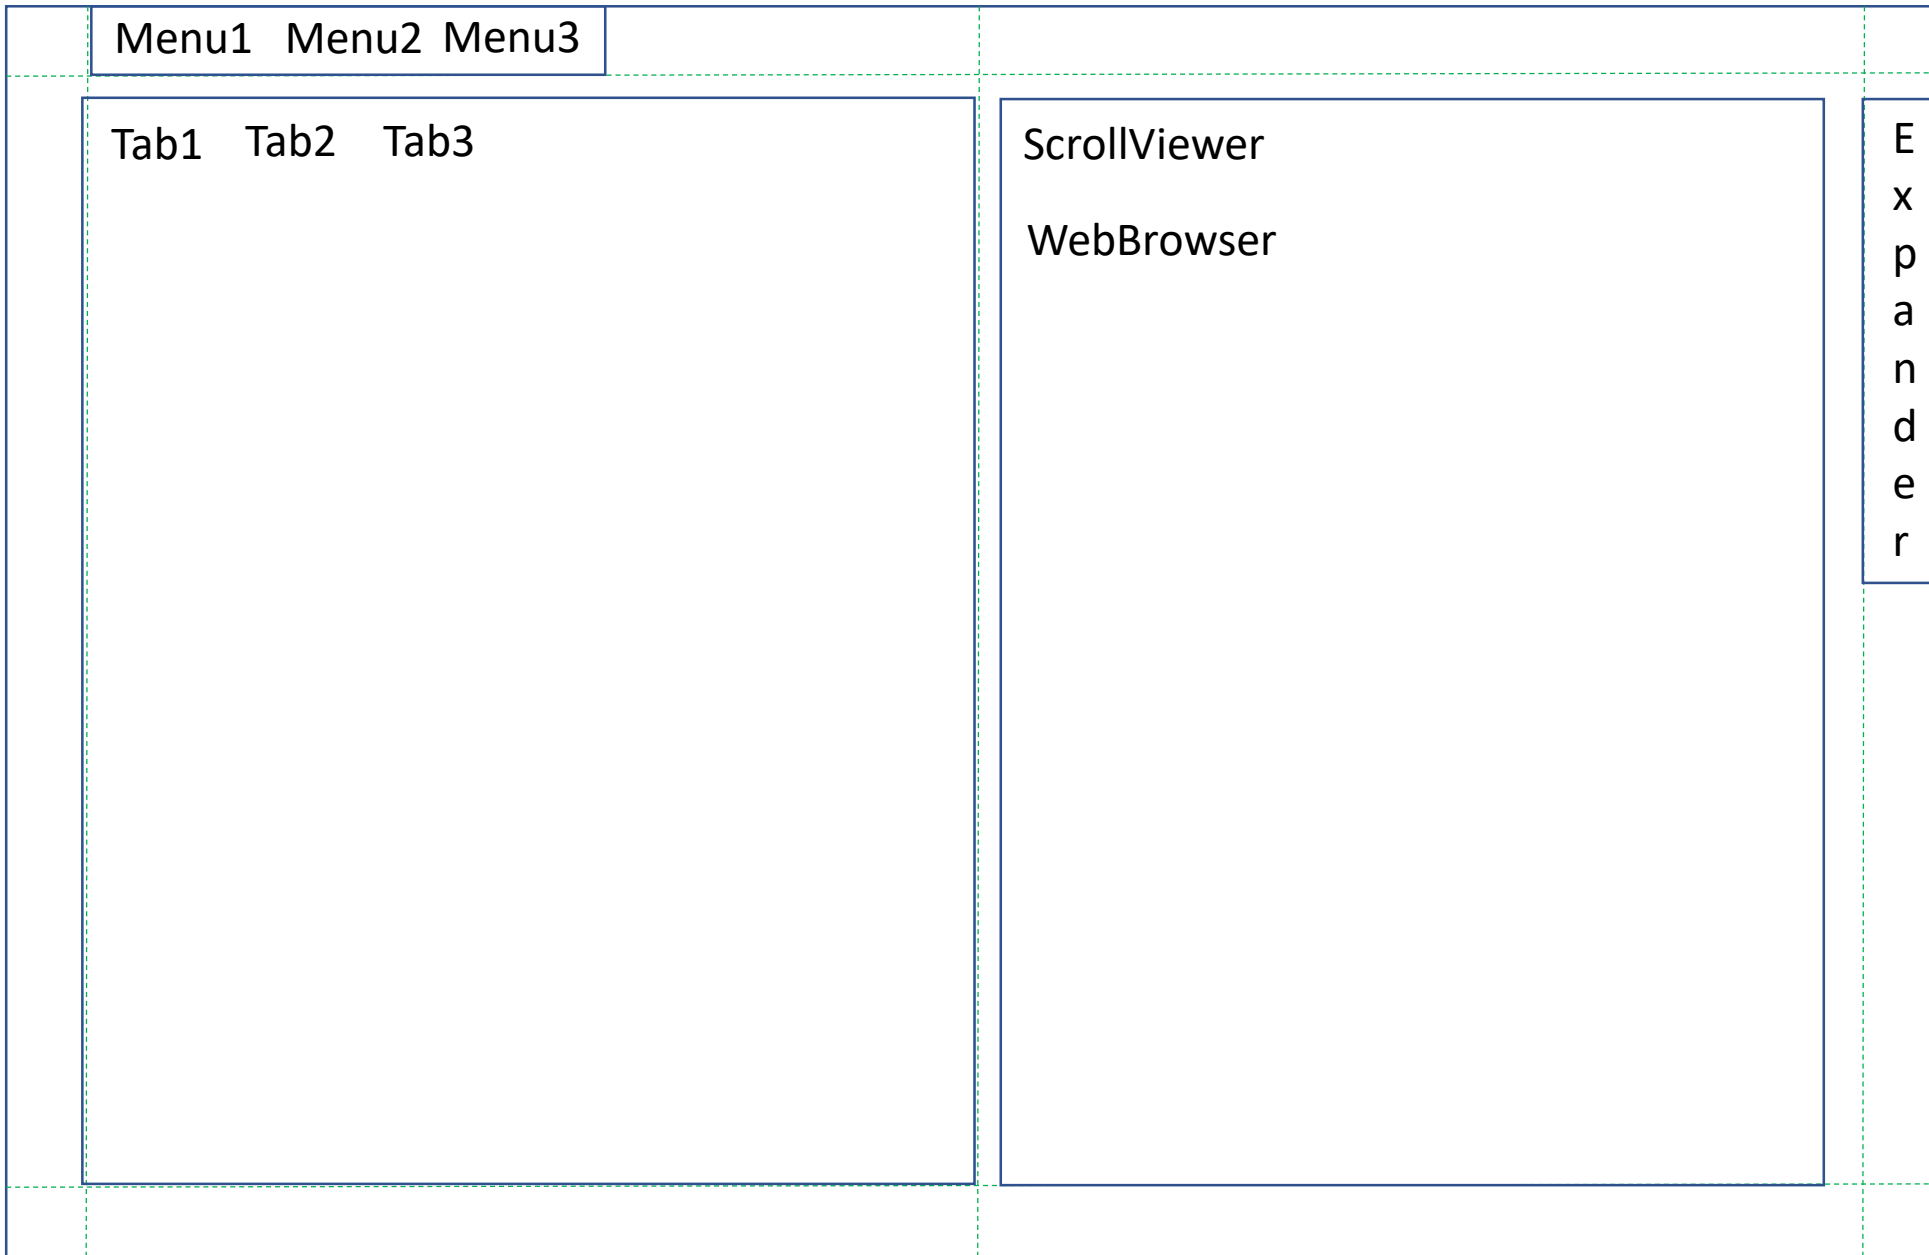 Menu1 Menu2 Menu3
Tab1 Tab2 Tab3
ScrollViewer
WebBrowser
E
x
p
a
n
d
e
r